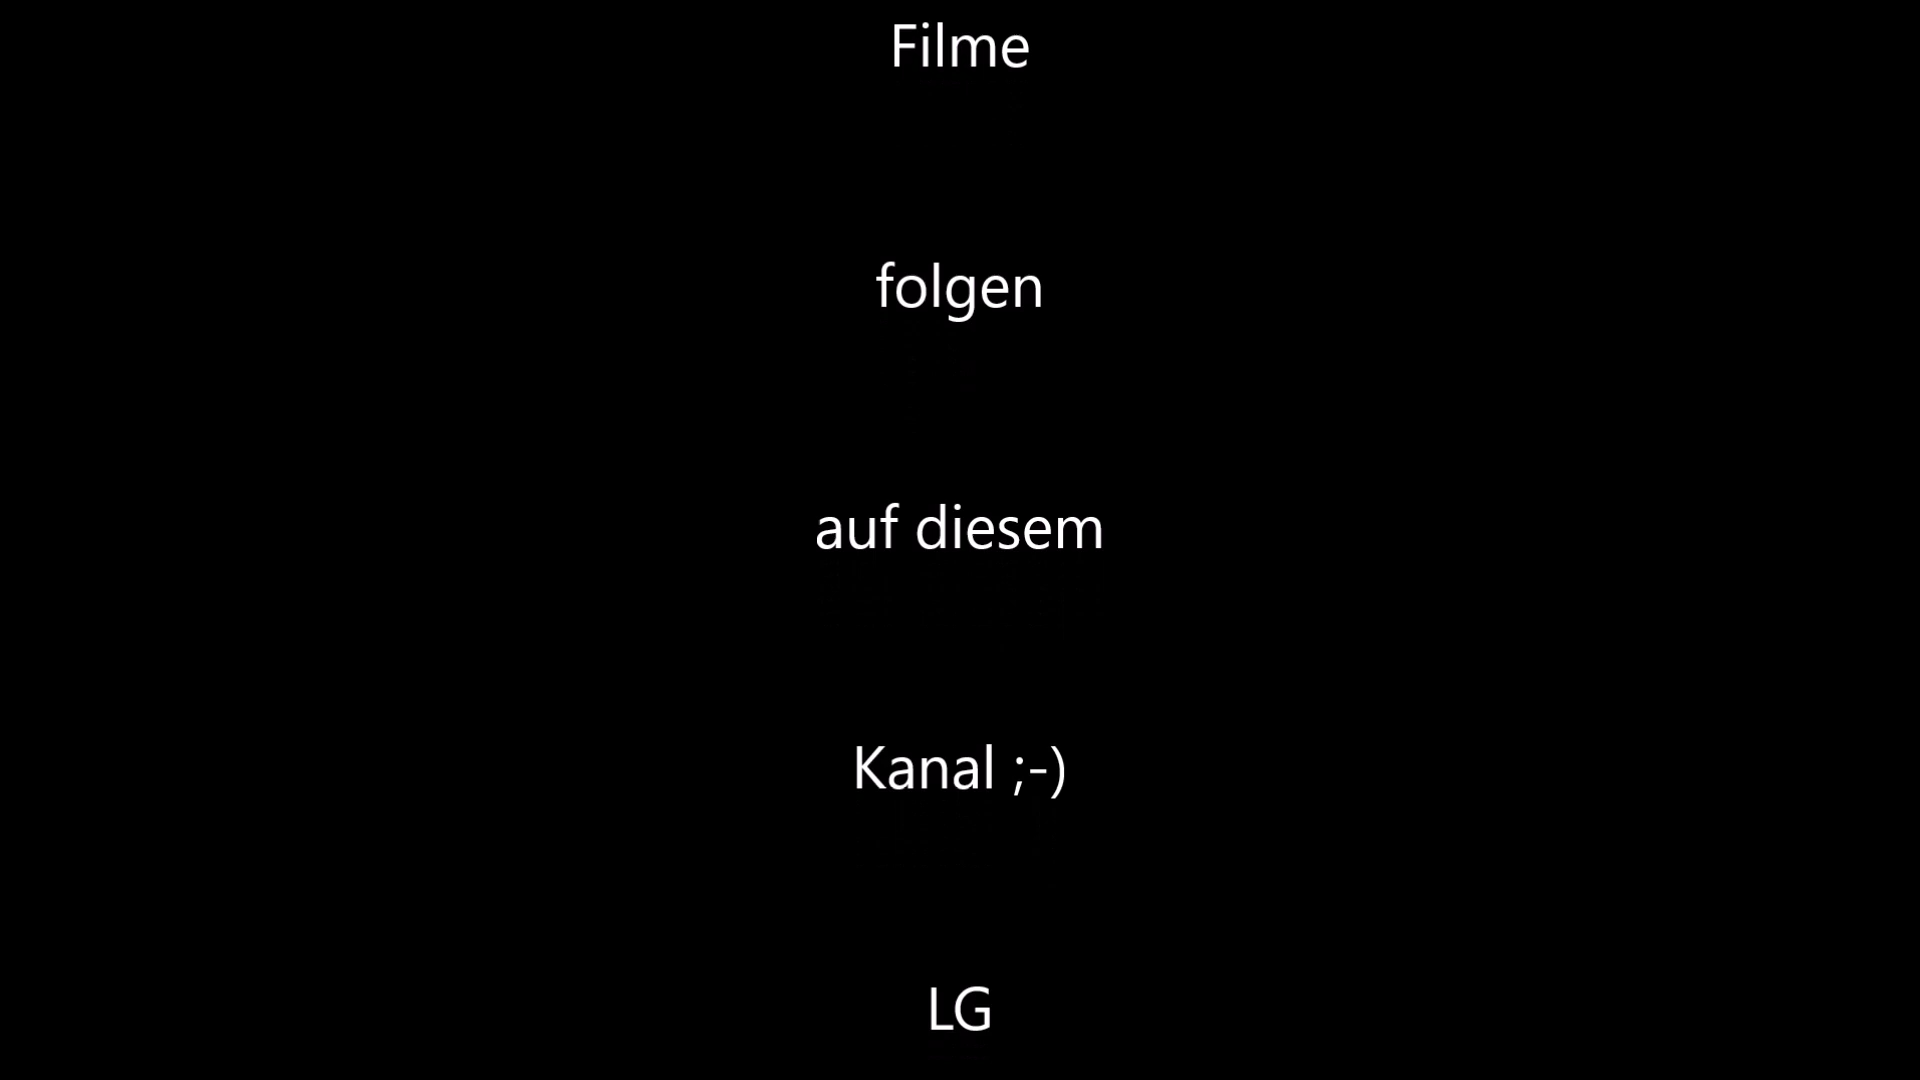 Filme
folgen
auf diesem
Kanal ;-)
LG